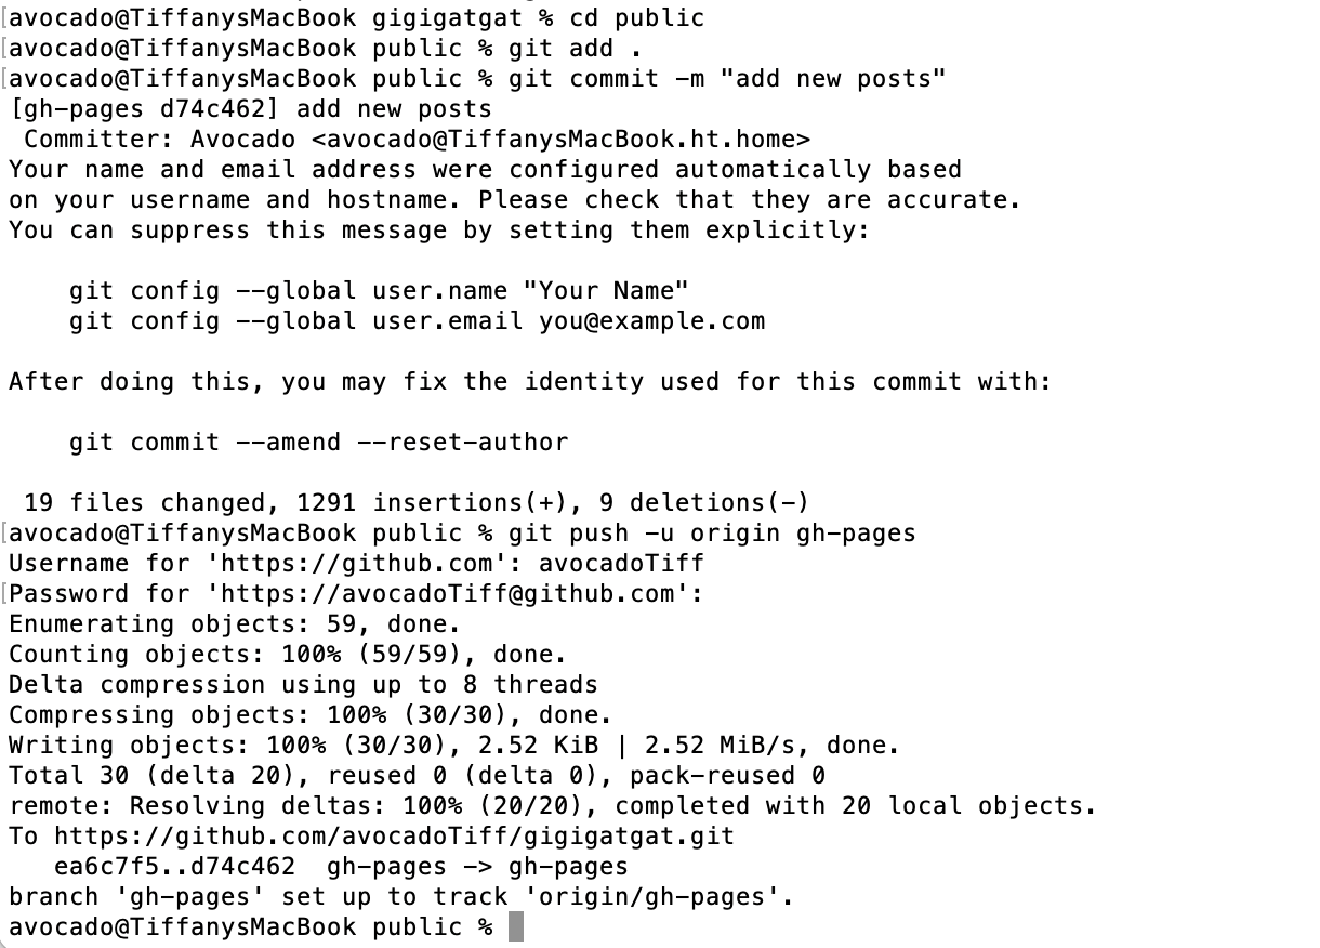 [avocado@TiffanysMacBook gigigatgat % cd public
[avocado@TiffanysMacBook public % git add .
[avocado@TiffanysMacBook public % git commit -m "add new posts"
[gh-pages d74c462] add new posts
 Committer: Avocado <avocado@TiffanysMacBook.ht.home>
Your name and email address were configured automatically based
on your username and hostname. Please check that they are accurate.
You can suppress this message by setting them explicitly:

    git config --global user.name "Your Name"
    git config --global user.email you@example.com

After doing this, you may fix the identity used for this commit with:

    git commit --amend --reset-author

 19 files changed, 1291 insertions(+), 9 deletions(-)
[avocado@TiffanysMacBook public % git push -u origin gh-pages
Username for 'https://github.com': avocadoTiff
[Password for 'https://avocadoTiff@github.com':
Enumerating objects: 59, done.
Counting objects: 100% (59/59), done.
Delta compression using up to 8 threads
Compressing objects: 100% (30/30), done.
Writing objects: 100% (30/30), 2.52 KiB | 2.52 MiB/s, done.
Total 30 (delta 20), reused 0 (delta 0), pack-reused 0
remote: Resolving deltas: 100% (20/20), completed with 20 local objects.
To https://github.com/avocadoTiff/gigigatgat.git
   ea6c7f5..d74c462  gh-pages -> gh-pages
branch 'gh-pages' set up to track 'origin/gh-pages'.
avocado@TiffanysMacBook public %